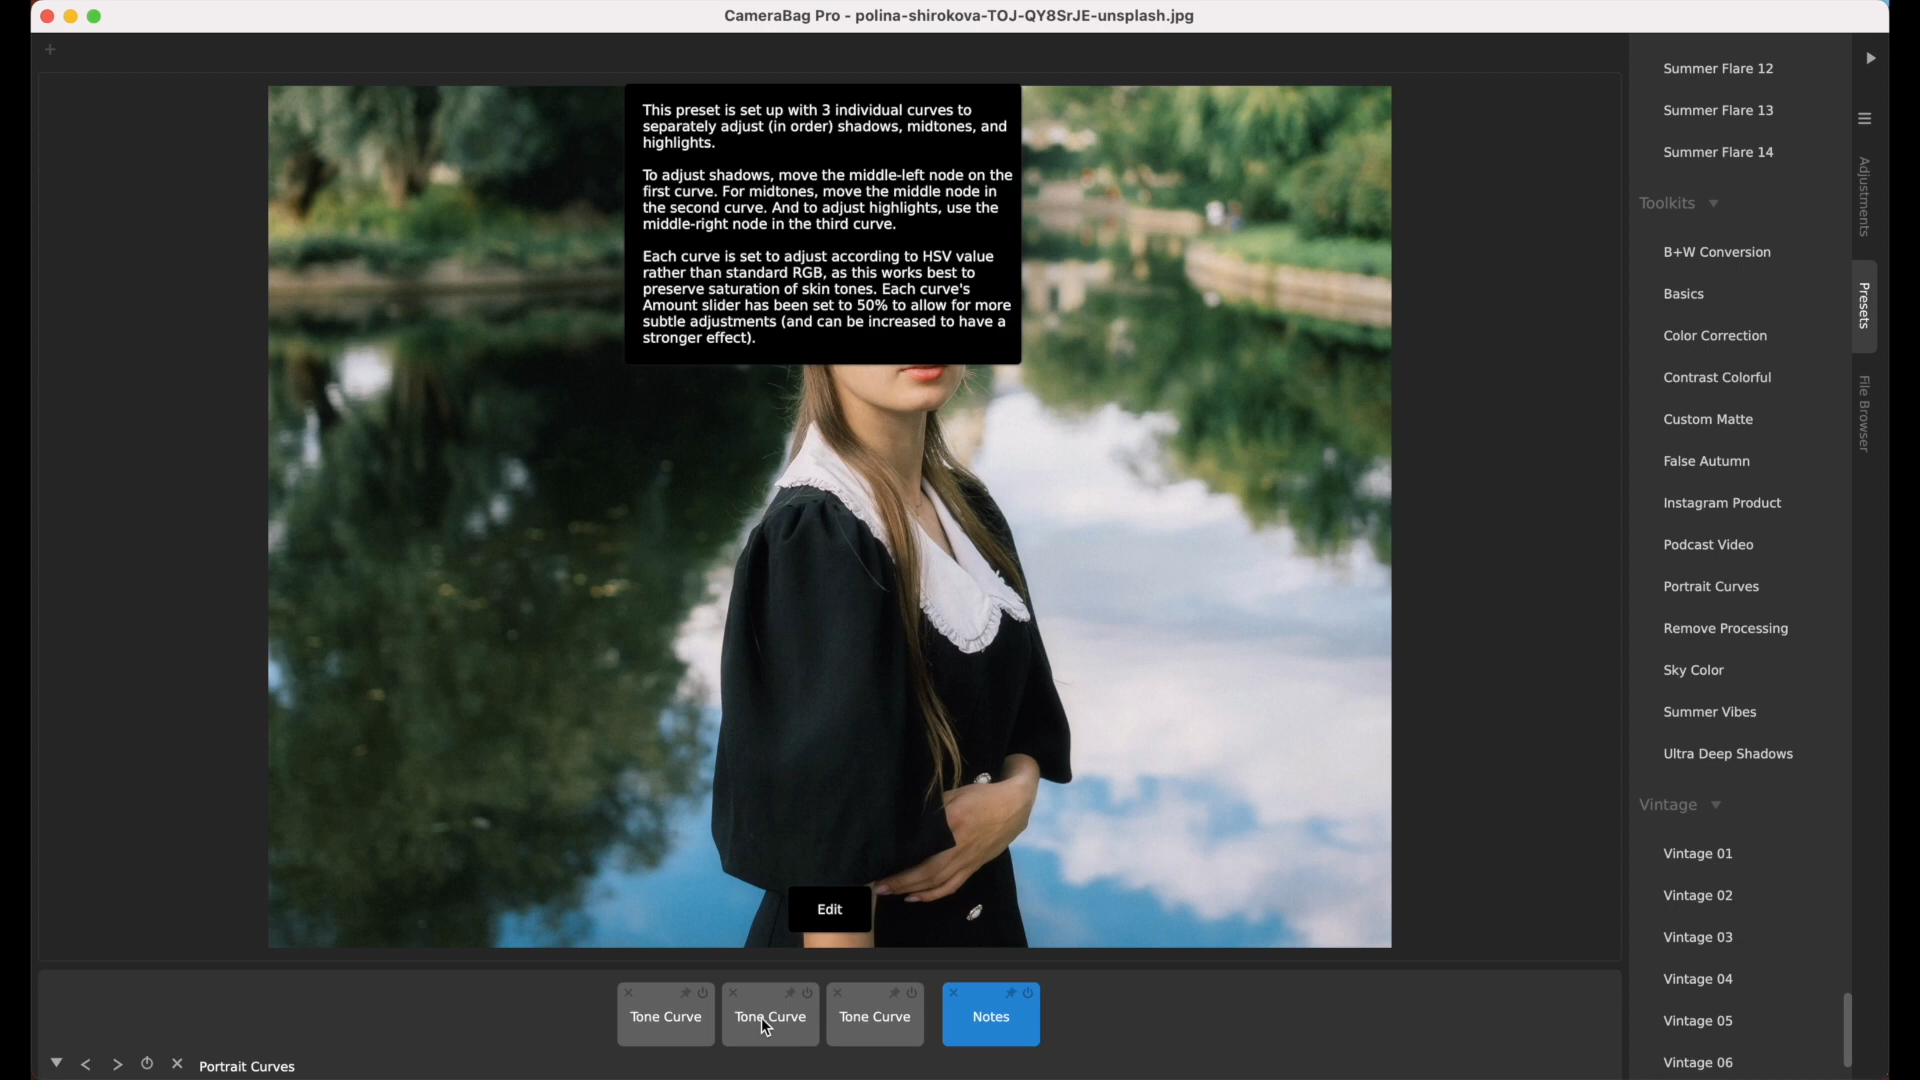 CameraBag Pro - polina-shirokova-TOJ-QY8SrJE-unsplash.jpg
This preset is set up with 3 individual curves to
separately adjust (in order) shadows, midtones, and
highlights.
To adjust shadows, move the middle-left node on the
first curve. For midtones, move the middle node in
the second curve. And to adjust highlights, use the
middle-right node in the third curve.
Each curve is set to adjust according to HSV value
rather than standard RGB, as this works best to
preserve saturation of skin tones. Each curve's
Amount slider has been set to 50% to allow for more
subtle adjustments (and can be increased to have a
stronger effect).
Edit
Tone Curve
Tone Curve
Tone Curve
Notes
Portrait Curves
Summer Flare 12
Summer Flare 13
Summer Flare 14
Toolkits
B+W Conversion
Basics
Color Correction
Contrast Colorful
Custom Matte
False Autumn
Instagram Product
Podcast Video
Portrait Curves
Remove Processing
Sky Color
Summer Vibes
Ultra Deep Shadows
Vintage
Vintage 01
Vintage 02
Vintage 03
Vintage 04
Vintage 05
Vintage 06
Adjustments
Presets
File Browser